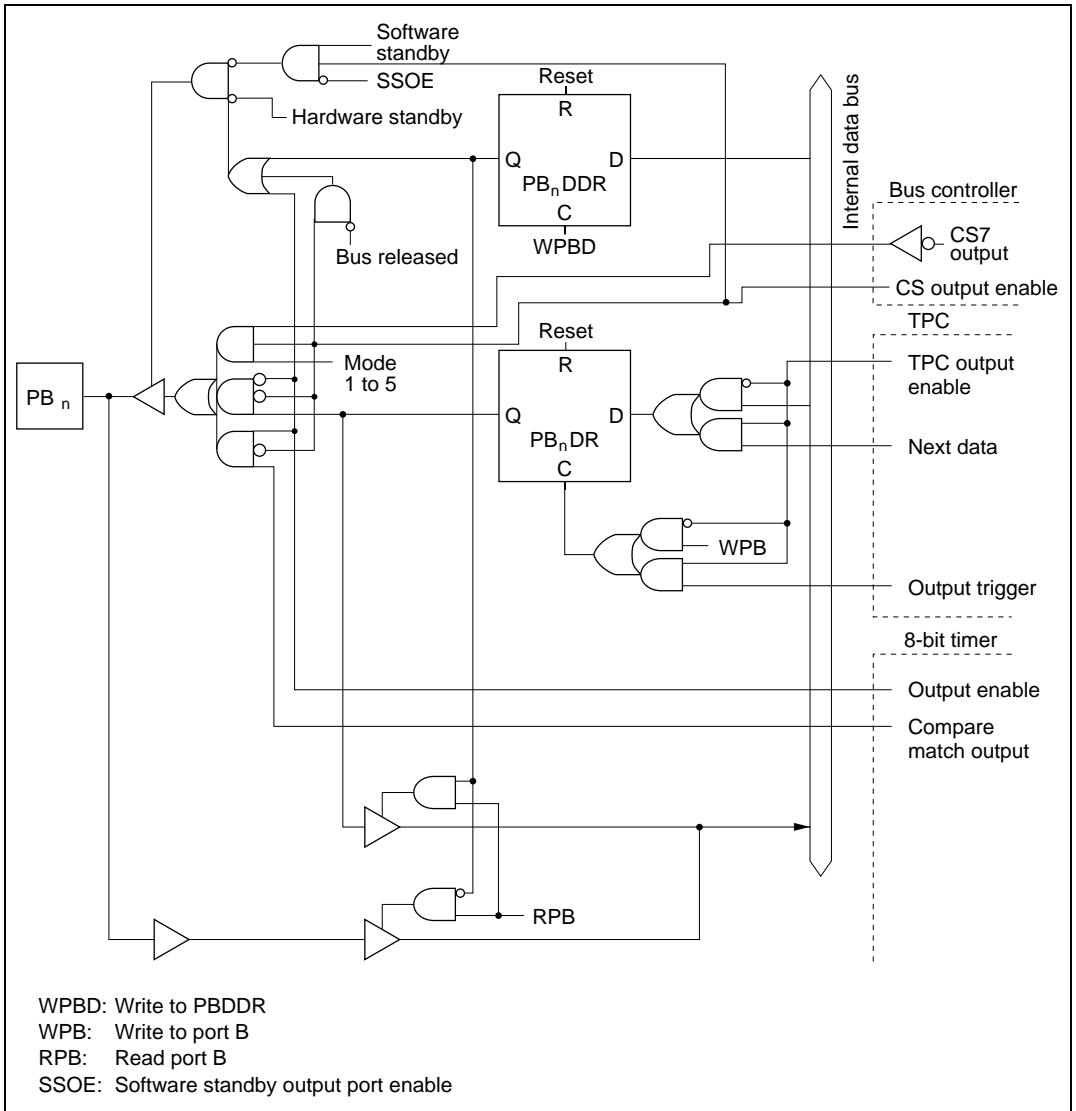 Software
standby
SSOE
Hardware standby
Reset
R
Q
D
PBnDDR
C
WPBD
Internal data bus
Bus controller
CS7
output
CS output enable
Bus released
TPC
Reset
R
Mode
1 to 5
TPC output
enable
PB n
Q
D
PBnDR
C
Next data
WPB
Output trigger
8-bit timer
Output enable
Compare
match output
RPB
WPBD: Write to PBDDR
WPB: Write to port B
RPB: Read port B
SSOE: Software standby output port enable